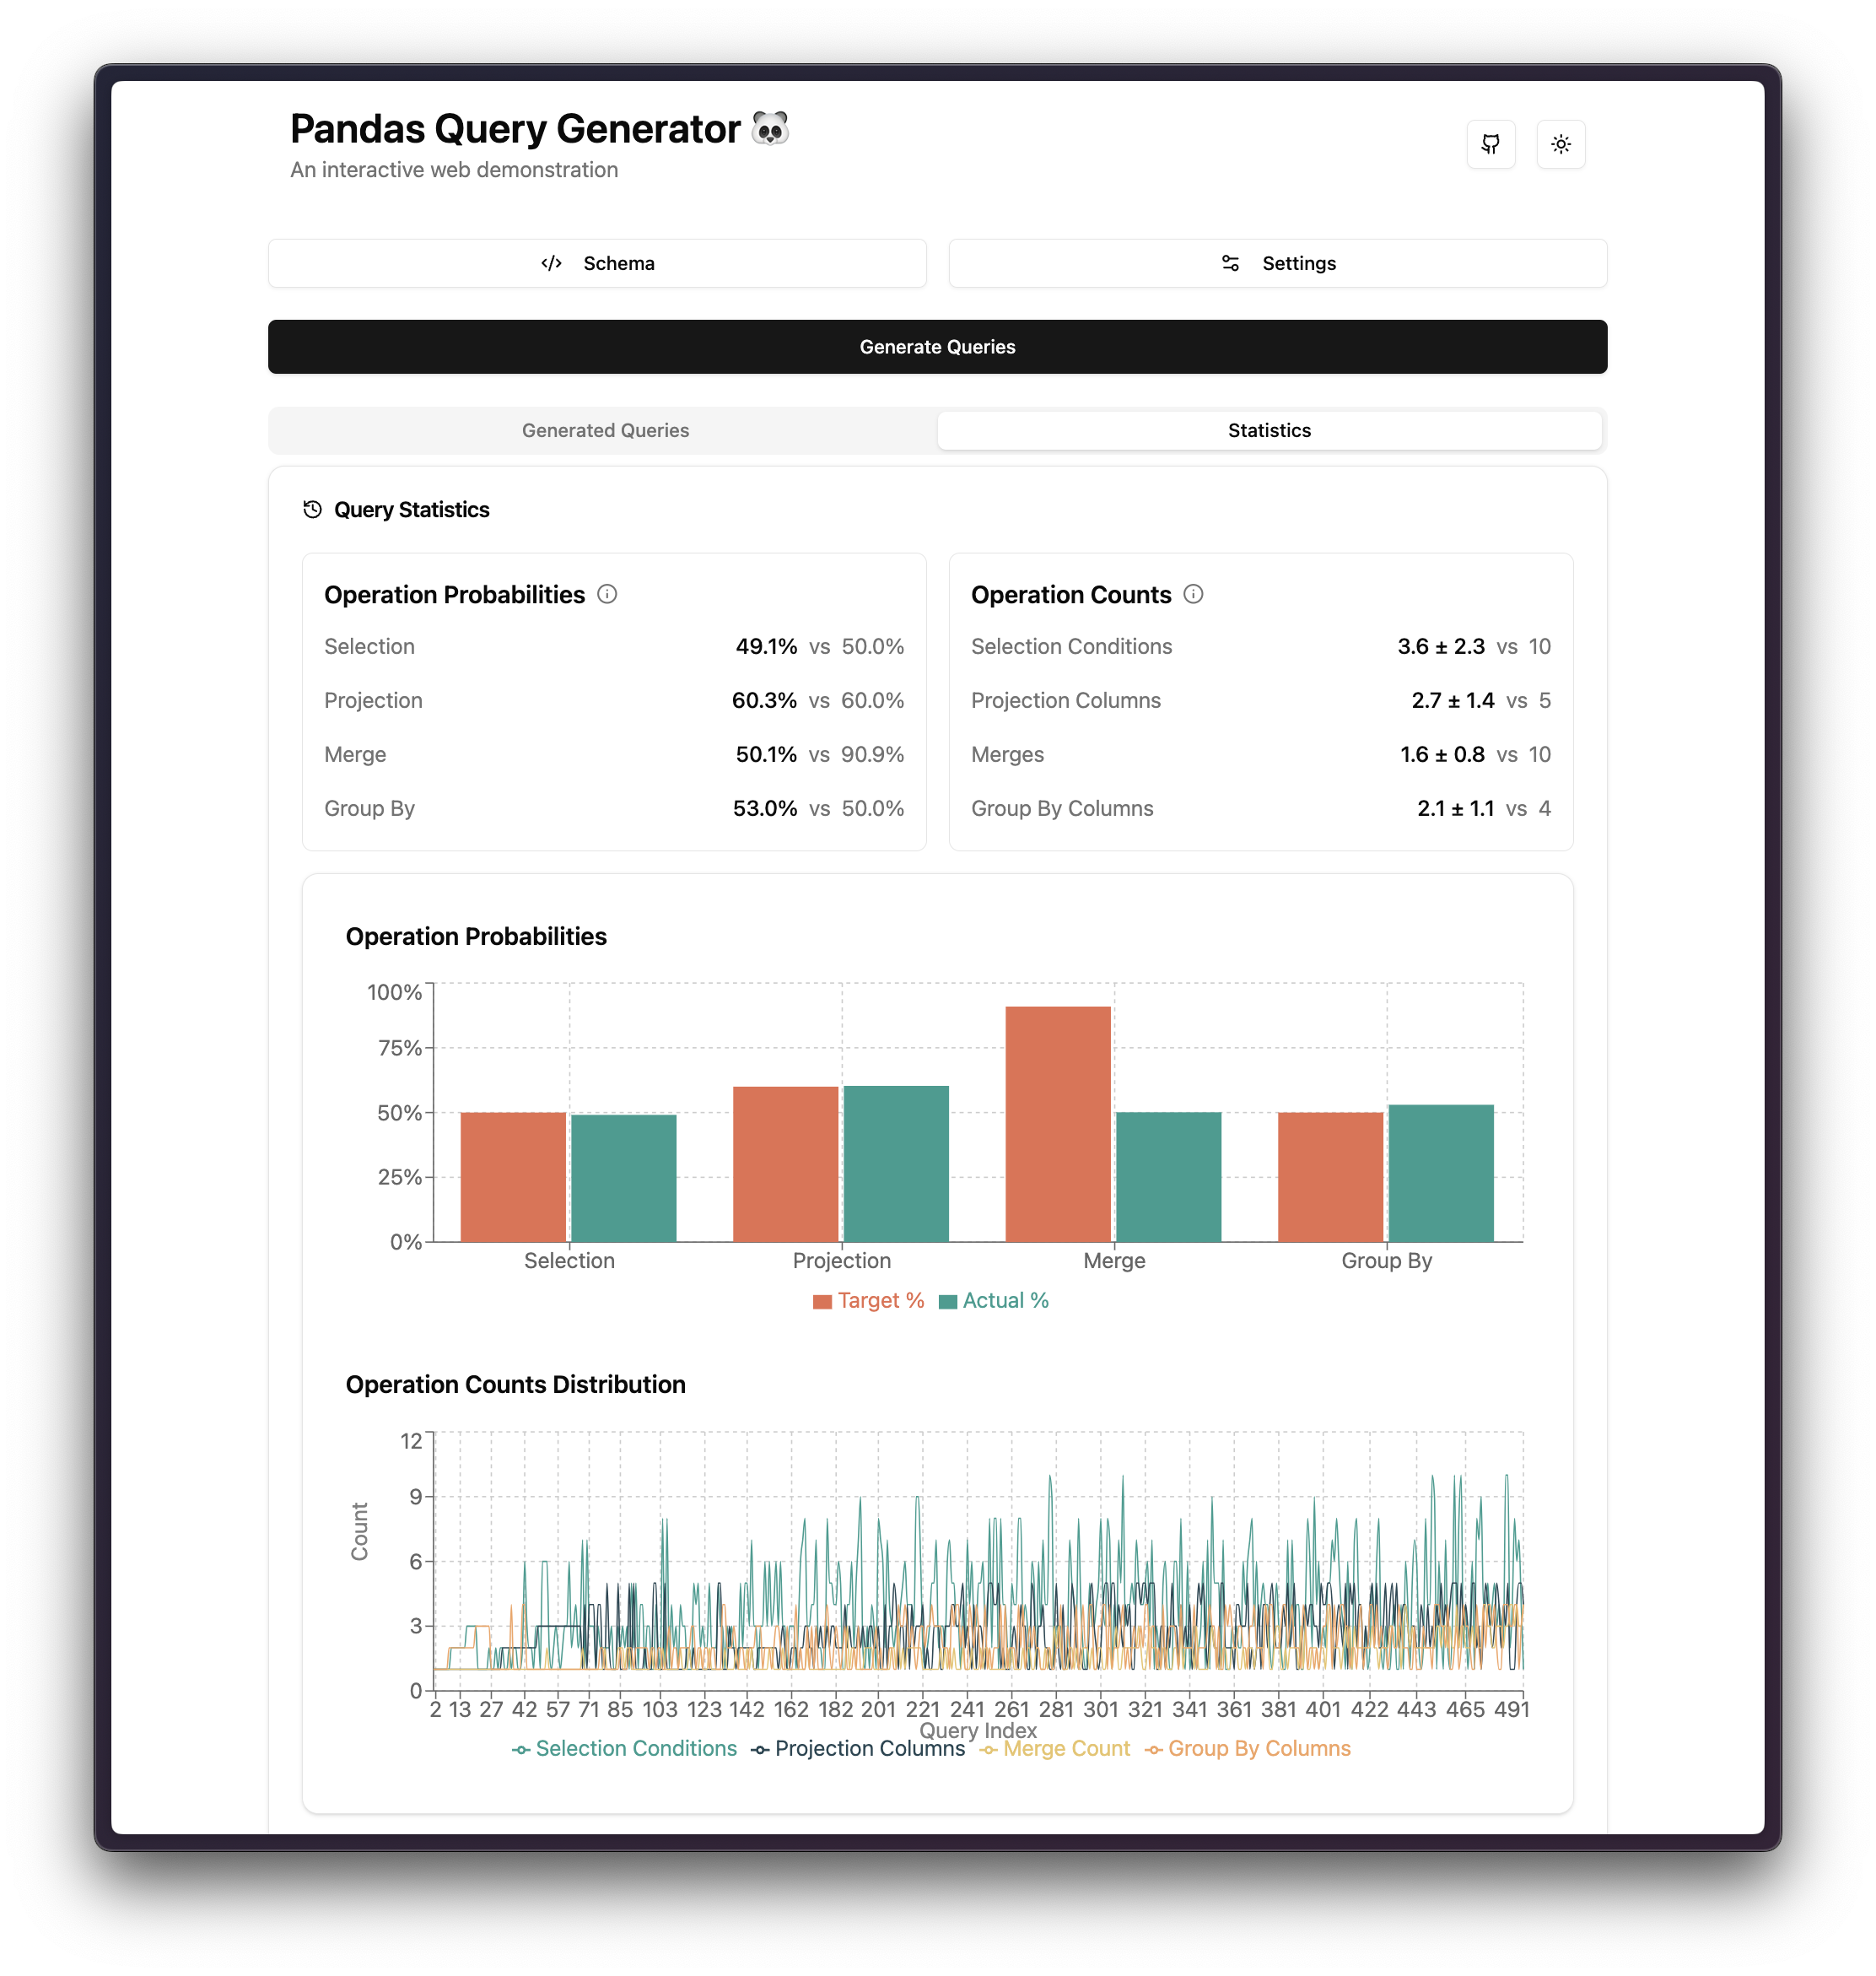 Pandas Query Generator 🐼
An interactive web demonstration
Schema
Settings
Generate Queries
Generated Queries
Statistics
Query Statistics
Operation Probabilities
Selection 49.1% vs 50.0%
Projection 60.3% vs 60.0%
Merge 50.1% vs 90.9%
Group By 53.0% vs 50.0%
Operation Counts
Selection Conditions 3.6 ± 2.3 vs 10
Projection Columns 2.7 ± 1.4 vs 5
Merges 1.6 ± 0.8 vs 10
Group By Columns 2.1 ± 1.1 vs 4
Operation Probabilities
100%
75%
50%
25%
0%
Selection Projection Merge Group By
Target % Actual %
Operation Counts Distribution
12
9
6
3
0
Count
2 13 27 42 57 71 85 103 123 142 162 182 201 221 241 261 281 301 321 341 361 381 401 422 443 465 491
Query Index
Selection Conditions Projection Columns Merge Count Group By Columns